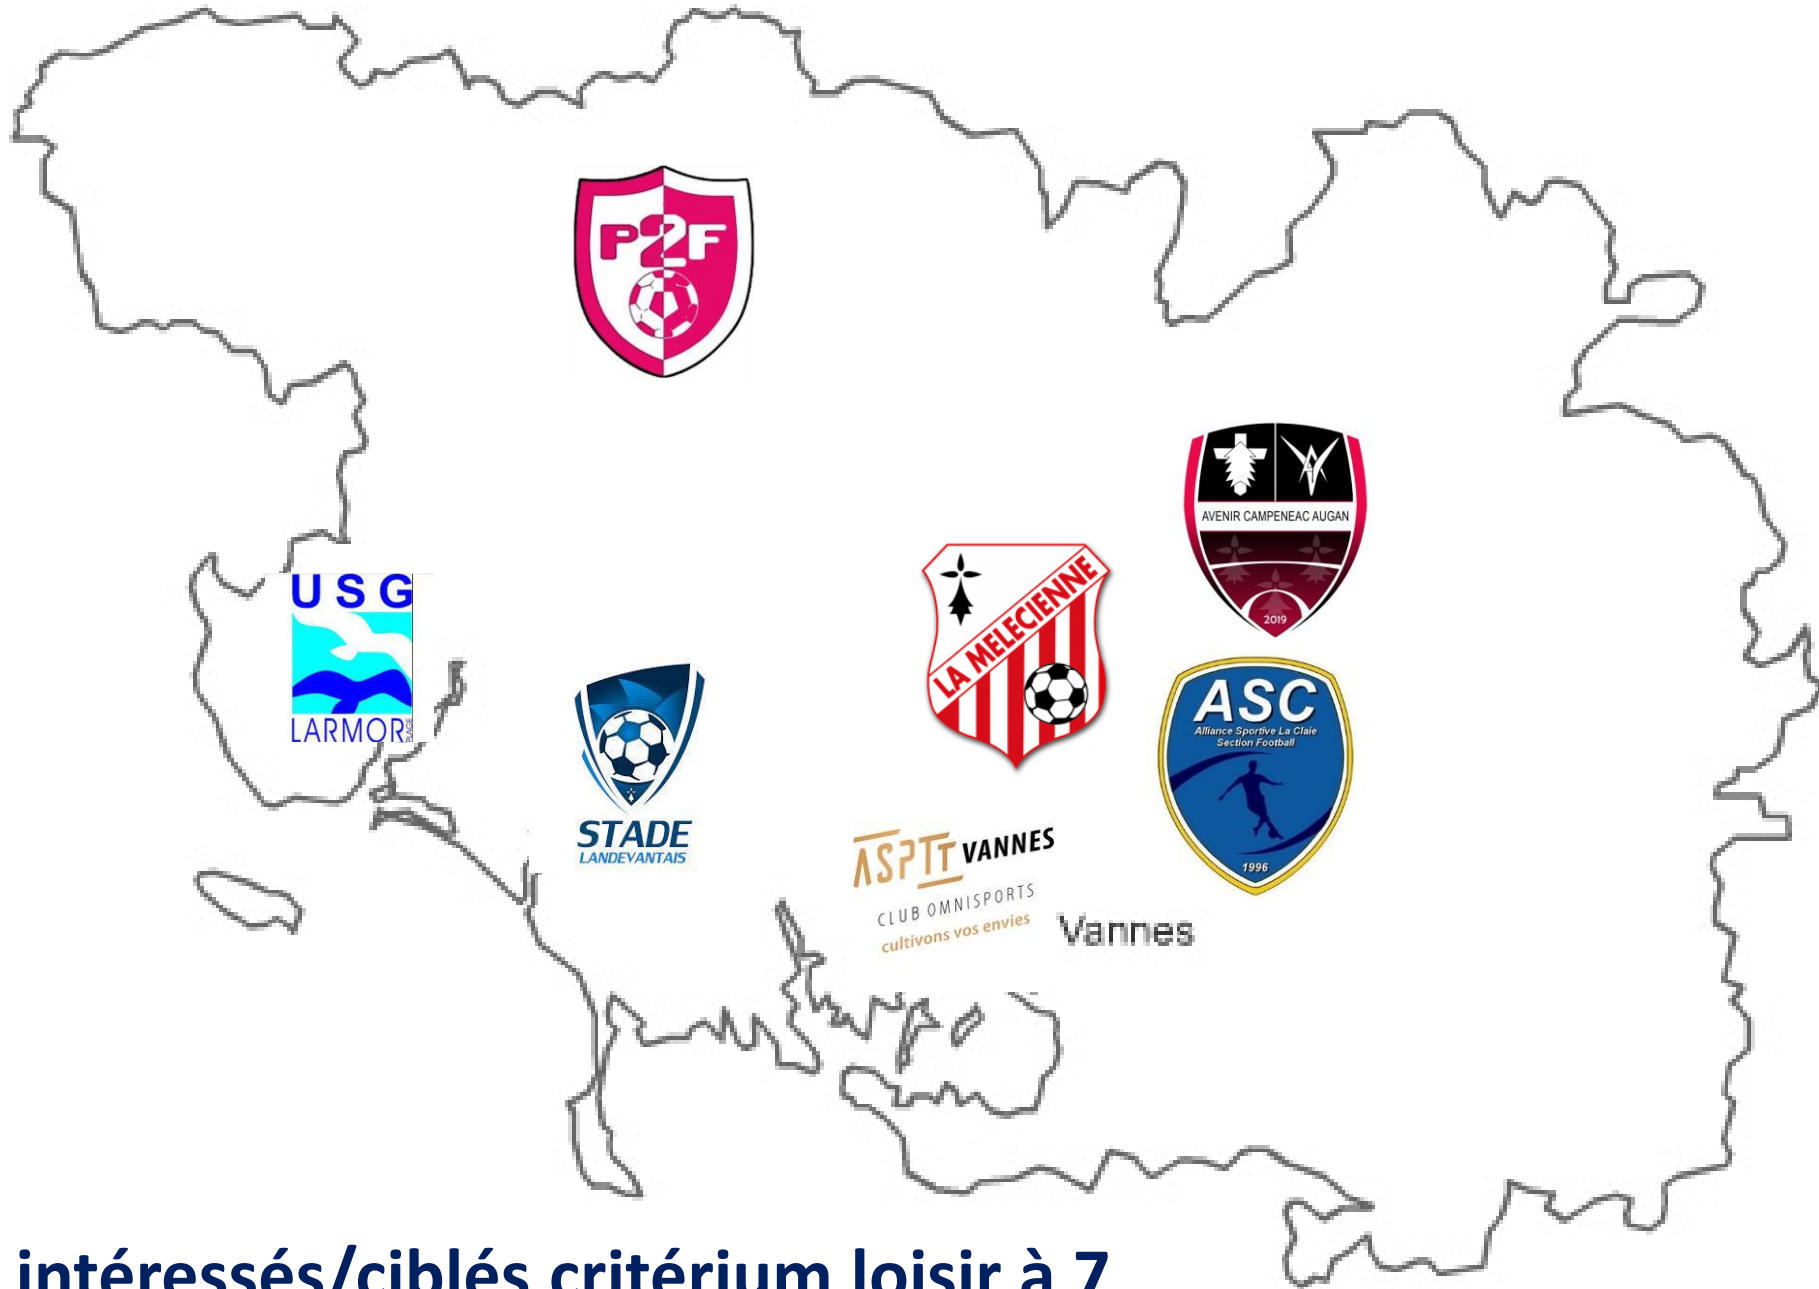 P2F
AVENIR CAMPENEAC AUGAN
2019
LA MELECIENNE
USG
LARMOR
PLAGE
STADE
LANDEVANTAIS
ASC
Alliance Sportive La Claie
Section Football
1996
ASPTT VANNES
CLUB OMNISPORTS
cultivons vos envies
Vannes
intéressés/ciblés critérium loisir à 7